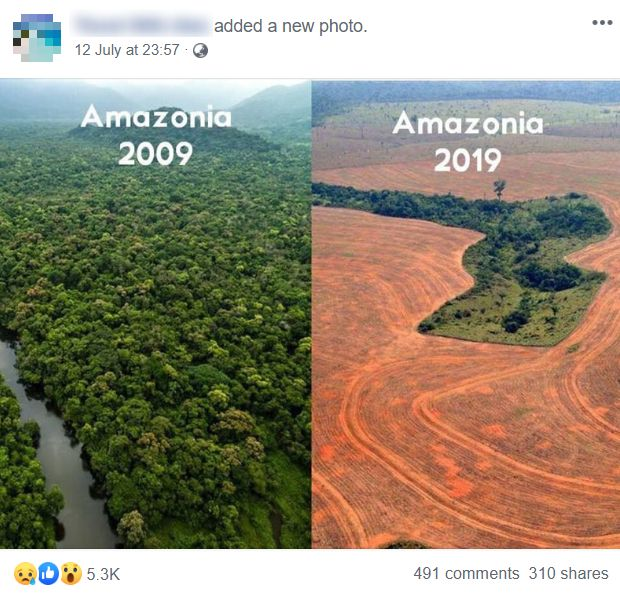 added a new photo.
12 July at 23:57 ·
Amazonia
2009
Amazonia
2019
5.3K
491 comments 310 shares